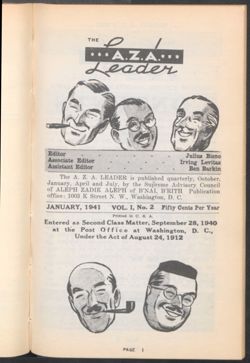 THE
A.Z.A.
Leader
Editor . . . . . Julius Bisno
Associate Editor . . . . Irving Levitas
Assistant Editor . . . . Ben Barkin
The A. Z. A. LEADER is published quarterly, October,
January, April and July, by the Supreme Advisory Council
of ALEPH ZADIK ALEPH of B'NAI B'RITH Publication
office: 1003 K Street N. W., Washington, D. C.
JANUARY, 1941 VOL. I, No. 2 Fifty Cents Per Year
Printed in U. S. A.
Entered as Second Class Matter, September 28, 1940
at the Post Office at Washington, D. C.,
Under the Act of August 24, 1912
PAGE 1